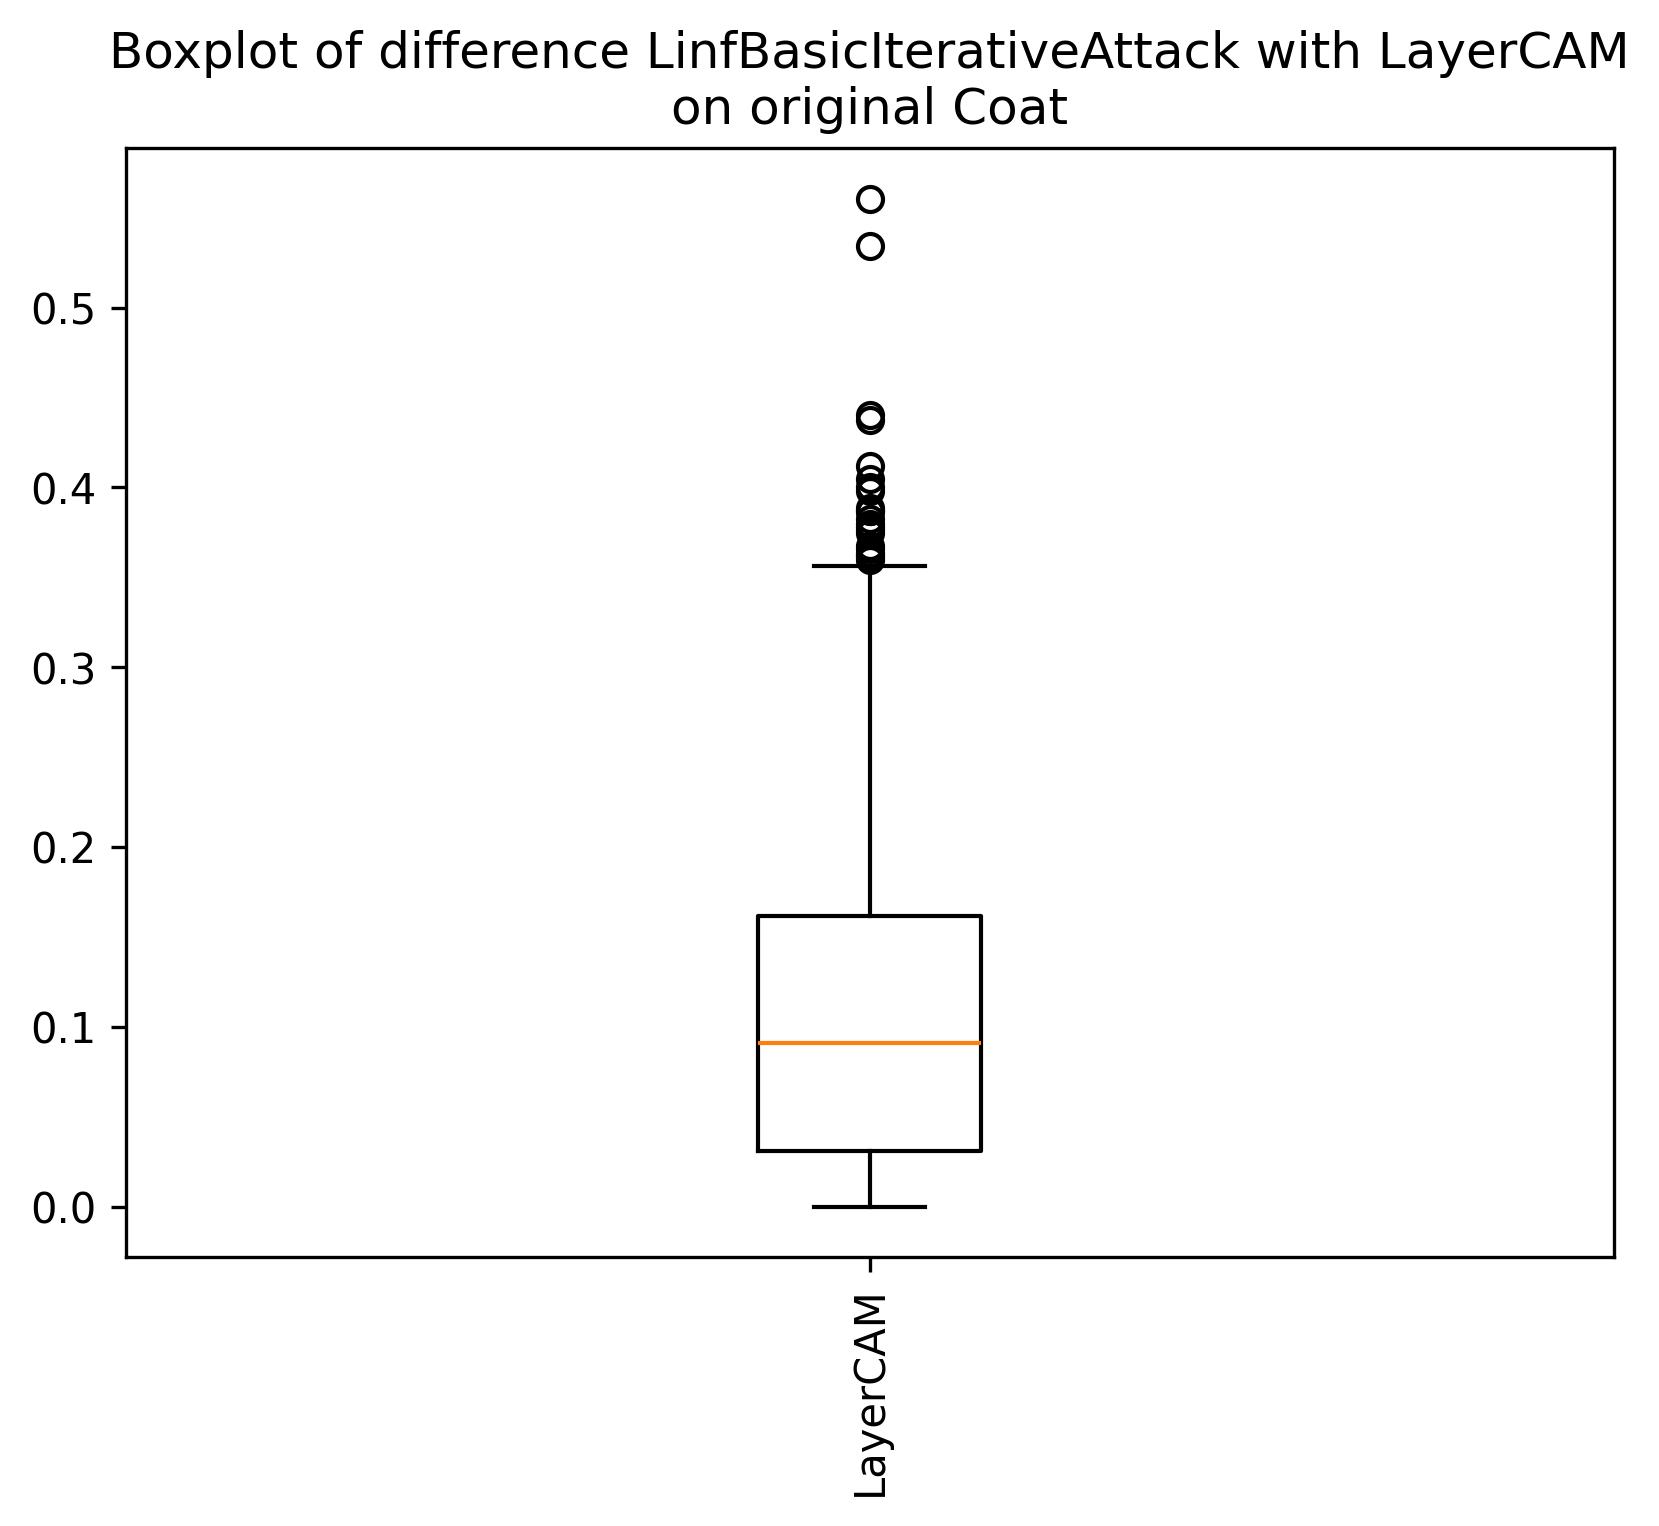 Boxplot of difference LinfBasicIterativeAttack with LayerCAM
on original Coat
0.5
0.4
0.3
0.2
0.1
0.0
LayerCAM